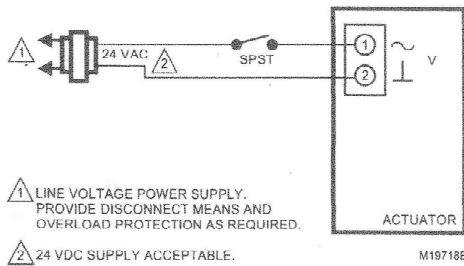 1
24 VAC
2
SPST
1
V
2
1 LINE VOLTAGE POWER SUPPLY.
PROVIDE DISCONNECT MEANS AND
OVERLOAD PROTECTION AS REQUIRED.
ACTUATOR
2 24 VDC SUPPLY ACCEPTABLE.